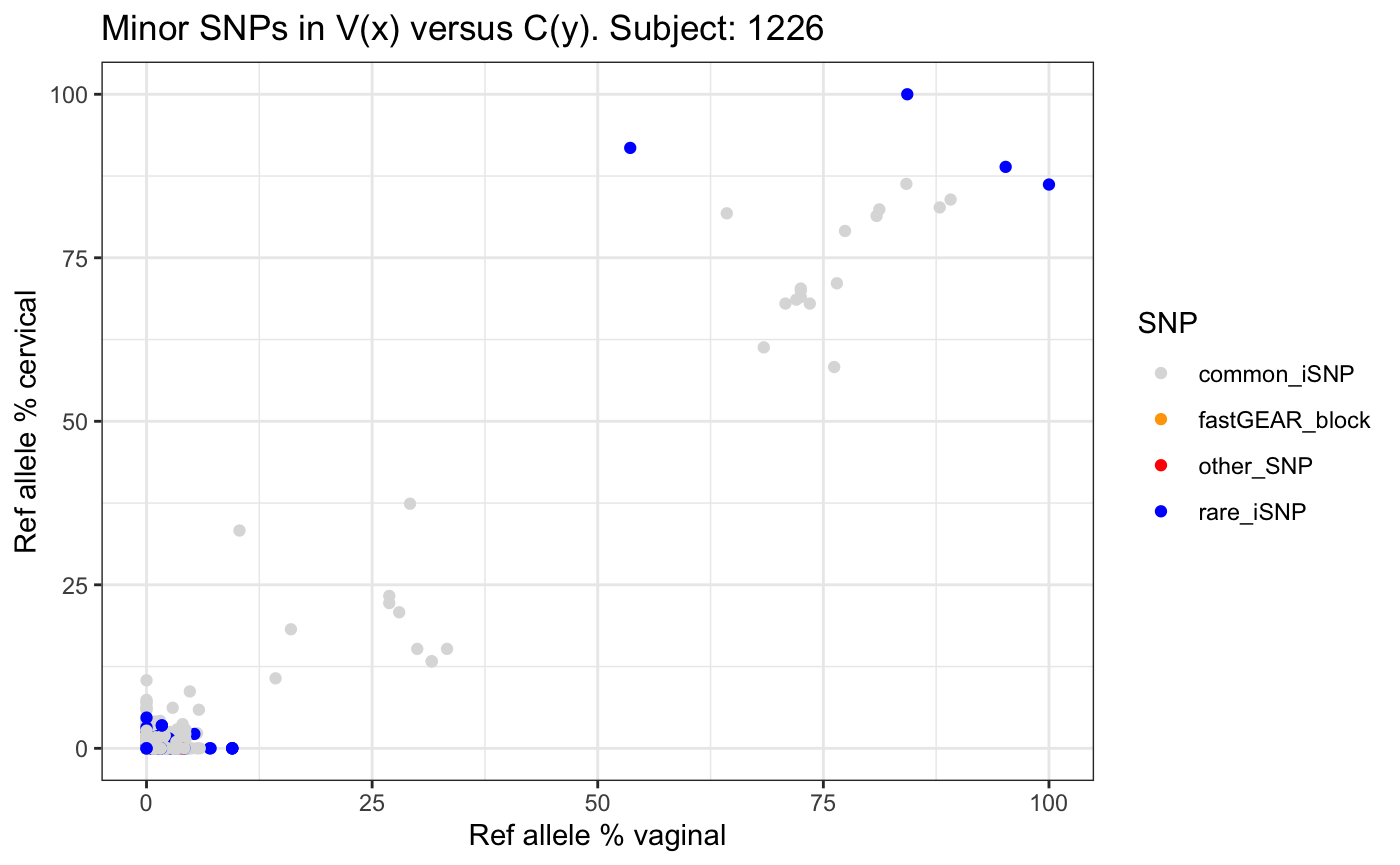 Minor SNPs in V(x) versus C(y). Subject: 1226
Ref allele % cervical
100
75
50
25
0
0 25 50 75 100
Ref allele % vaginal
SNP
common_iSNP
fastGEAR_block
other_SNP
rare_iSNP